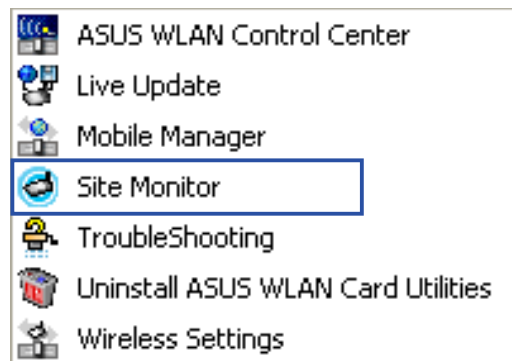 ASUS WLAN Control Center
Live Update
Mobile Manager
Site Monitor
TroubleShooting
Uninstall ASUS WLAN Card Utilities
Wireless Settings